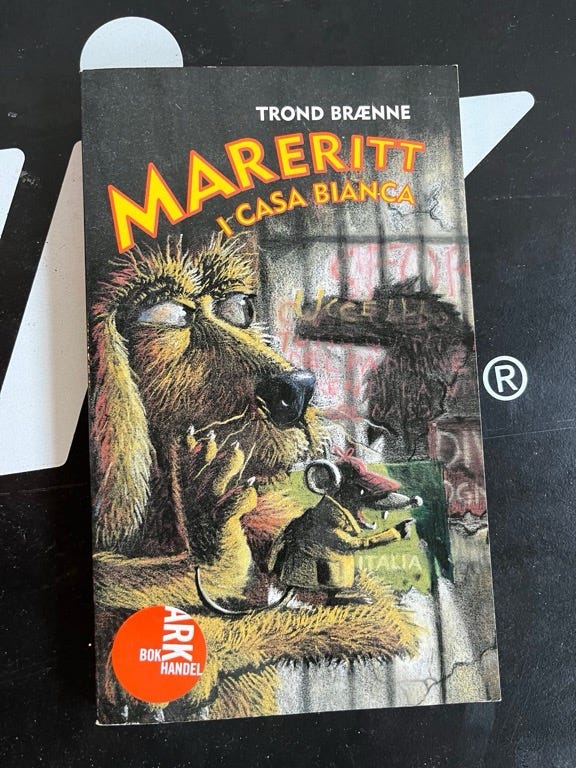 TROND BRÆNNE
MARERITT
I CASA BIANCA
ITALIA
ARK
BOK
HANDEL
®